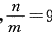 , n/m = 9